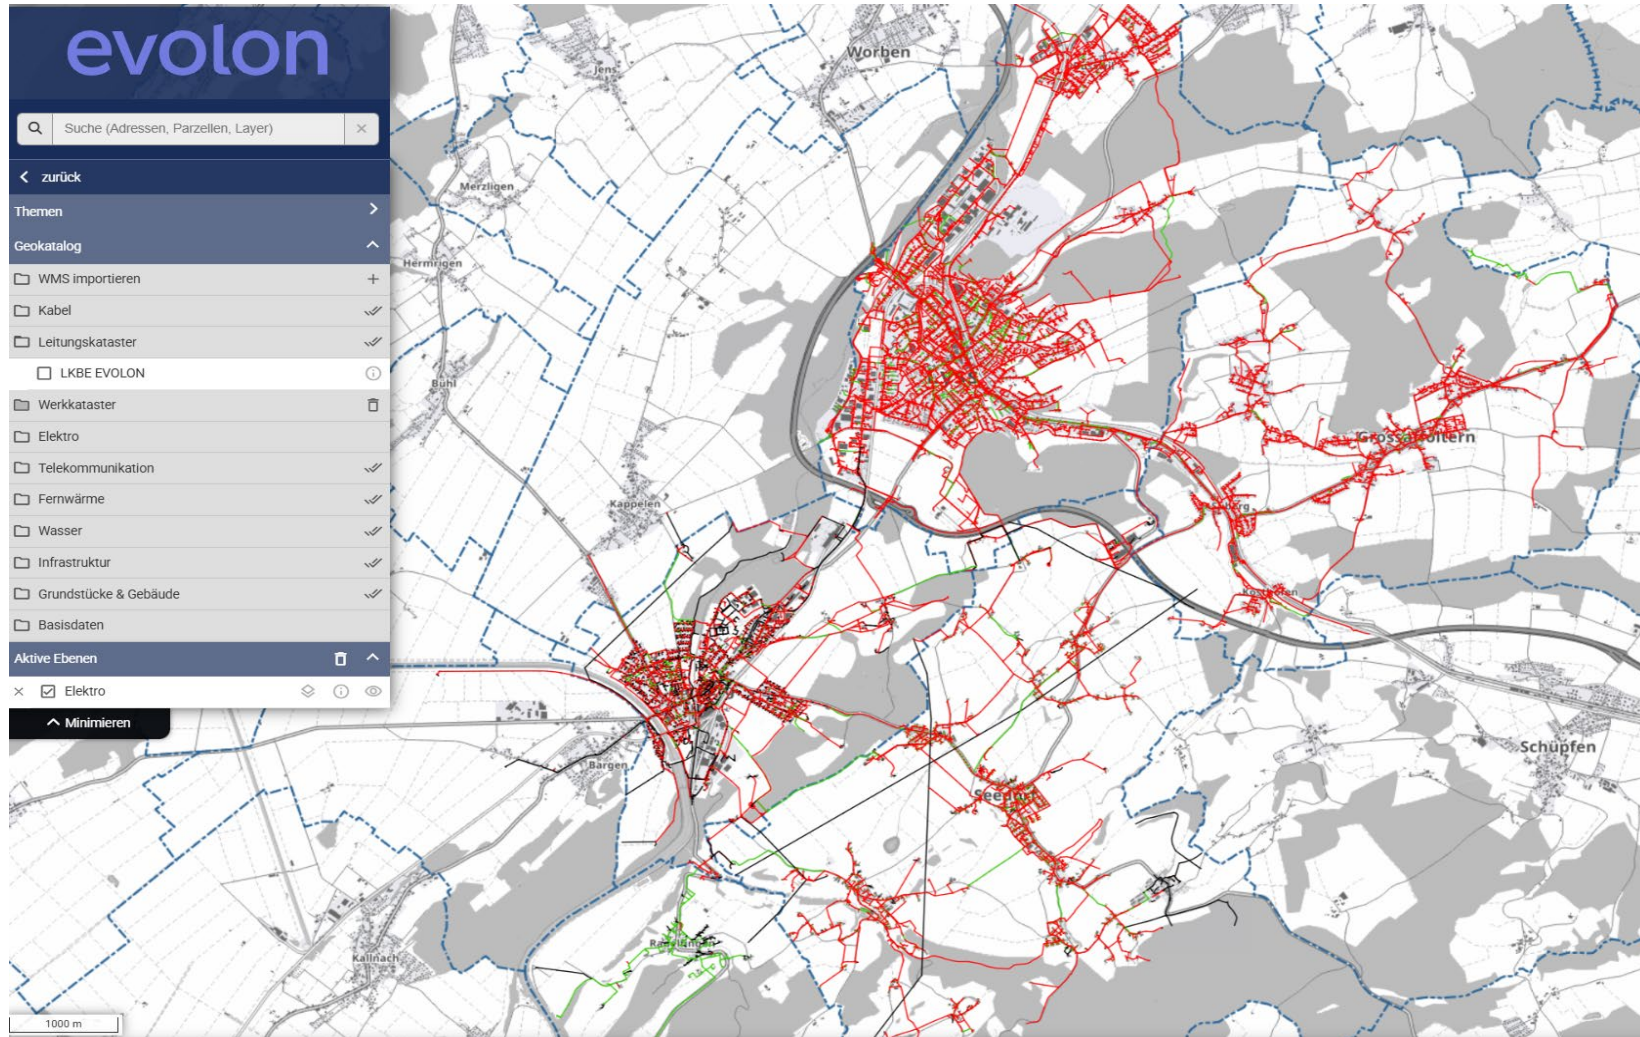 evolon
Suche (Adressen, Parzellen, Layer)
zurück
Themen
Geokatalog
WMS importieren
Kabel
Leitungskataster
LKBE EVOLON
Werkkataster
Elektro
Telekommunikation
Fernwärme
Wasser
Infrastruktur
Grundstücke & Gebäude
Basisdaten
Aktive Ebenen
Elektro
Minimieren
1000 m
Worben
Jens
Merzligen
Hermrigen
Bühl
Kappelen
Grossaffoltern
Kosthofen
Bargen
Seedorf
Schüpfen
Radelfingen
Kallnach